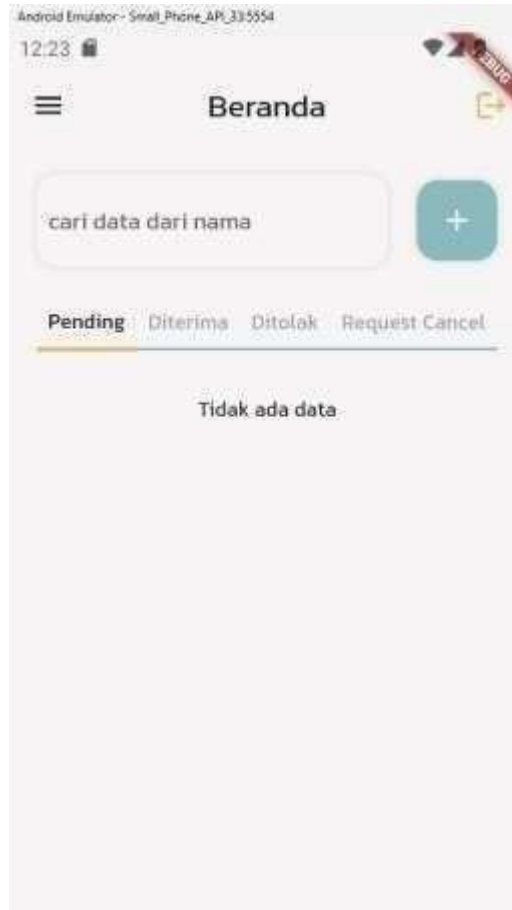 Android Emulator - Small_Phone_API_33:5554
12:23
DEBUG
Beranda
cari data dari nama
+
Pending Diterima Ditolak Request Cancel
Tidak ada data